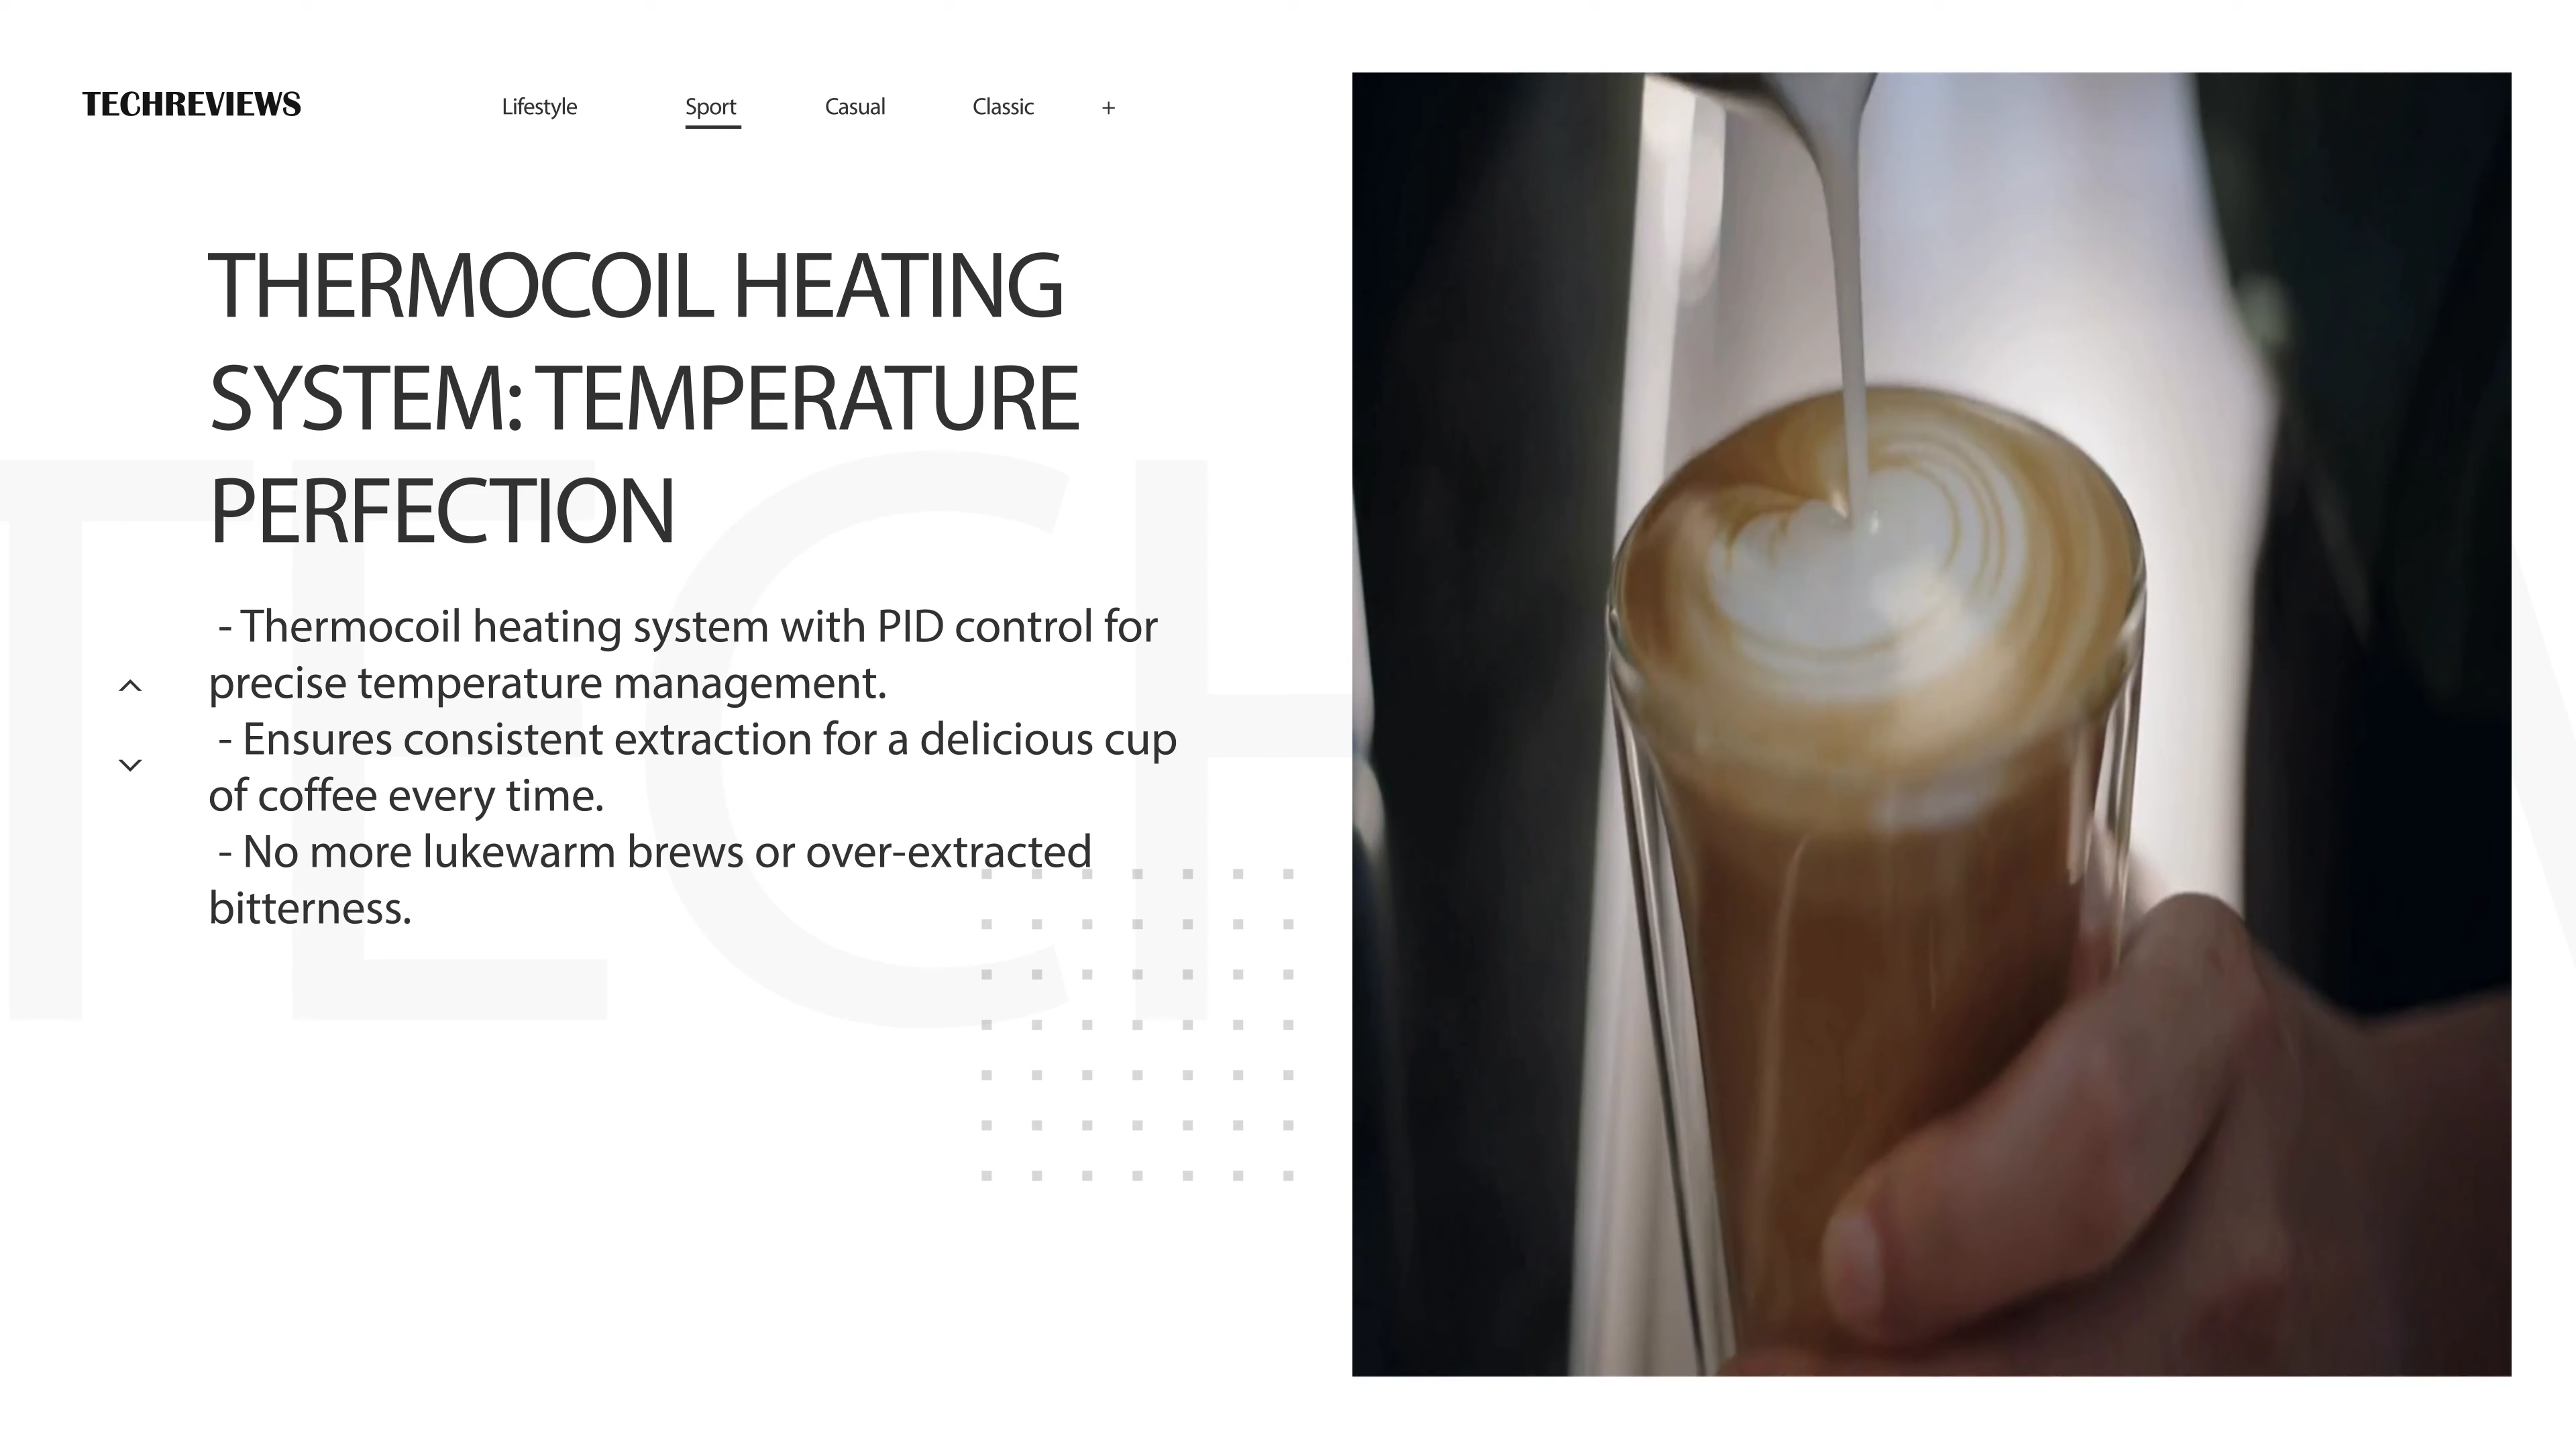 TECHREVIEWS
Lifestyle
Sport
Casual
Classic
+
THERMOCOIL HEATING
SYSTEM: TEMPERATURE
PERFECTION
- Thermocoil heating system with PID control for
precise temperature management.
- Ensures consistent extraction for a delicious cup
of coffee every time.
- No more lukewarm brews or over-extracted
bitterness.
TECH